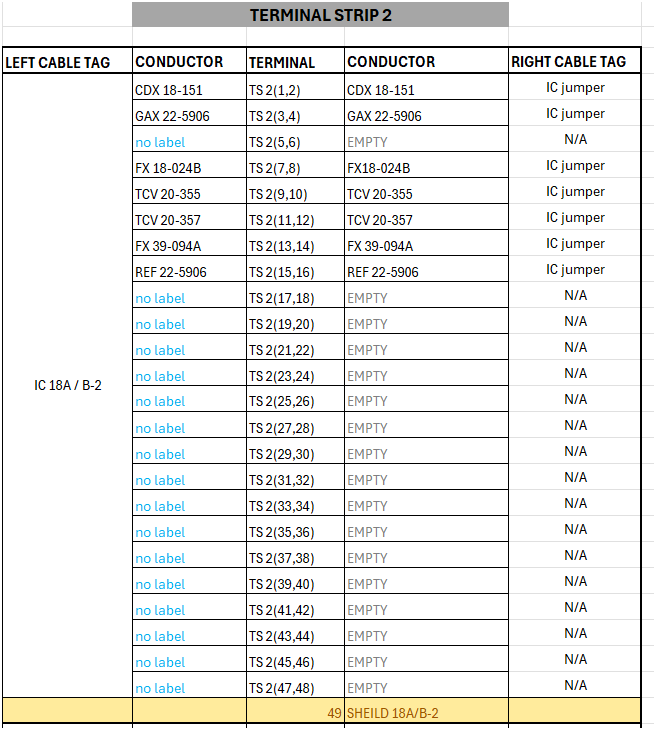 TERMINAL STRIP 2
LEFT CABLE TAG CONDUCTOR TERMINAL CONDUCTOR RIGHT CABLE TAG
CDX 18-151 TS 2(1,2) CDX 18-151 IC jumper
GAX 22-5906 TS 2(3,4) GAX 22-5906 IC jumper
no label TS 2(5,6) EMPTY N/A
FX 18-024B TS 2(7,8) FX18-024B IC jumper
TCV 20-355 TS 2(9,10) TCV 20-355 IC jumper
TCV 20-357 TS 2(11,12) TCV 20-357 IC jumper
FX 39-094A TS 2(13,14) FX 39-094A IC jumper
REF 22-5906 TS 2(15,16) REF 22-5906 IC jumper
no label TS 2(17,18) EMPTY N/A
no label TS 2(19,20) EMPTY N/A
no label TS 2(21,22) EMPTY N/A
no label TS 2(23,24) EMPTY N/A
IC 18A / B-2
no label TS 2(25,26) EMPTY N/A
no label TS 2(27,28) EMPTY N/A
no label TS 2(29,30) EMPTY N/A
no label TS 2(31,32) EMPTY N/A
no label TS 2(33,34) EMPTY N/A
no label TS 2(35,36) EMPTY N/A
no label TS 2(37,38) EMPTY N/A
no label TS 2(39,40) EMPTY N/A
no label TS 2(41,42) EMPTY N/A
no label TS 2(43,44) EMPTY N/A
no label TS 2(45,46) EMPTY N/A
no label TS 2(47,48) EMPTY N/A
49 SHEILD 18A/B-2